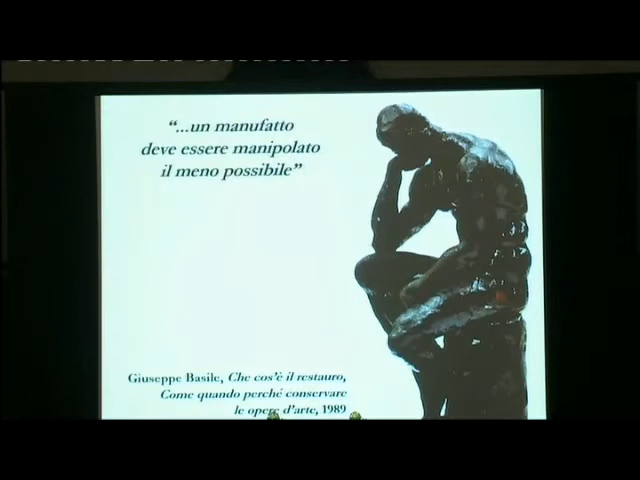 “...un manufatto
deve essere manipolato
il meno possibile”
Giuseppe Basile, Che cos'è il restauro,
Come quando perché conservare
le opere d'arte, 1989